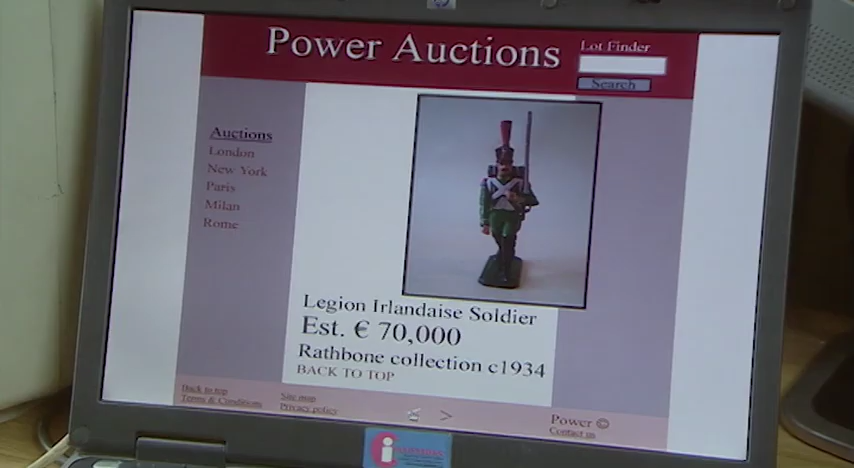 Power Auctions
Lot Finder
Search
Auctions
London
New York
Paris
Milan
Rome
Legion Irlandaise Soldier
Est. € 70,000
Rathbone collection c1934
BACK TO TOP
Back to top
Terms & Conditions
Site map
Privacy policy
< >
Power ©
Contact us